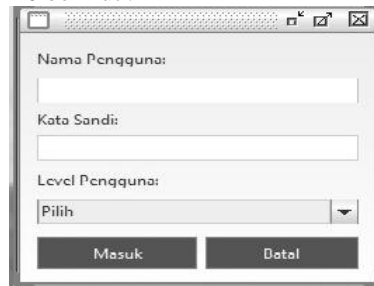 Nama Pengguna:
Kata Sandi:
Level Pengguna:
Pilih
Masuk Batal